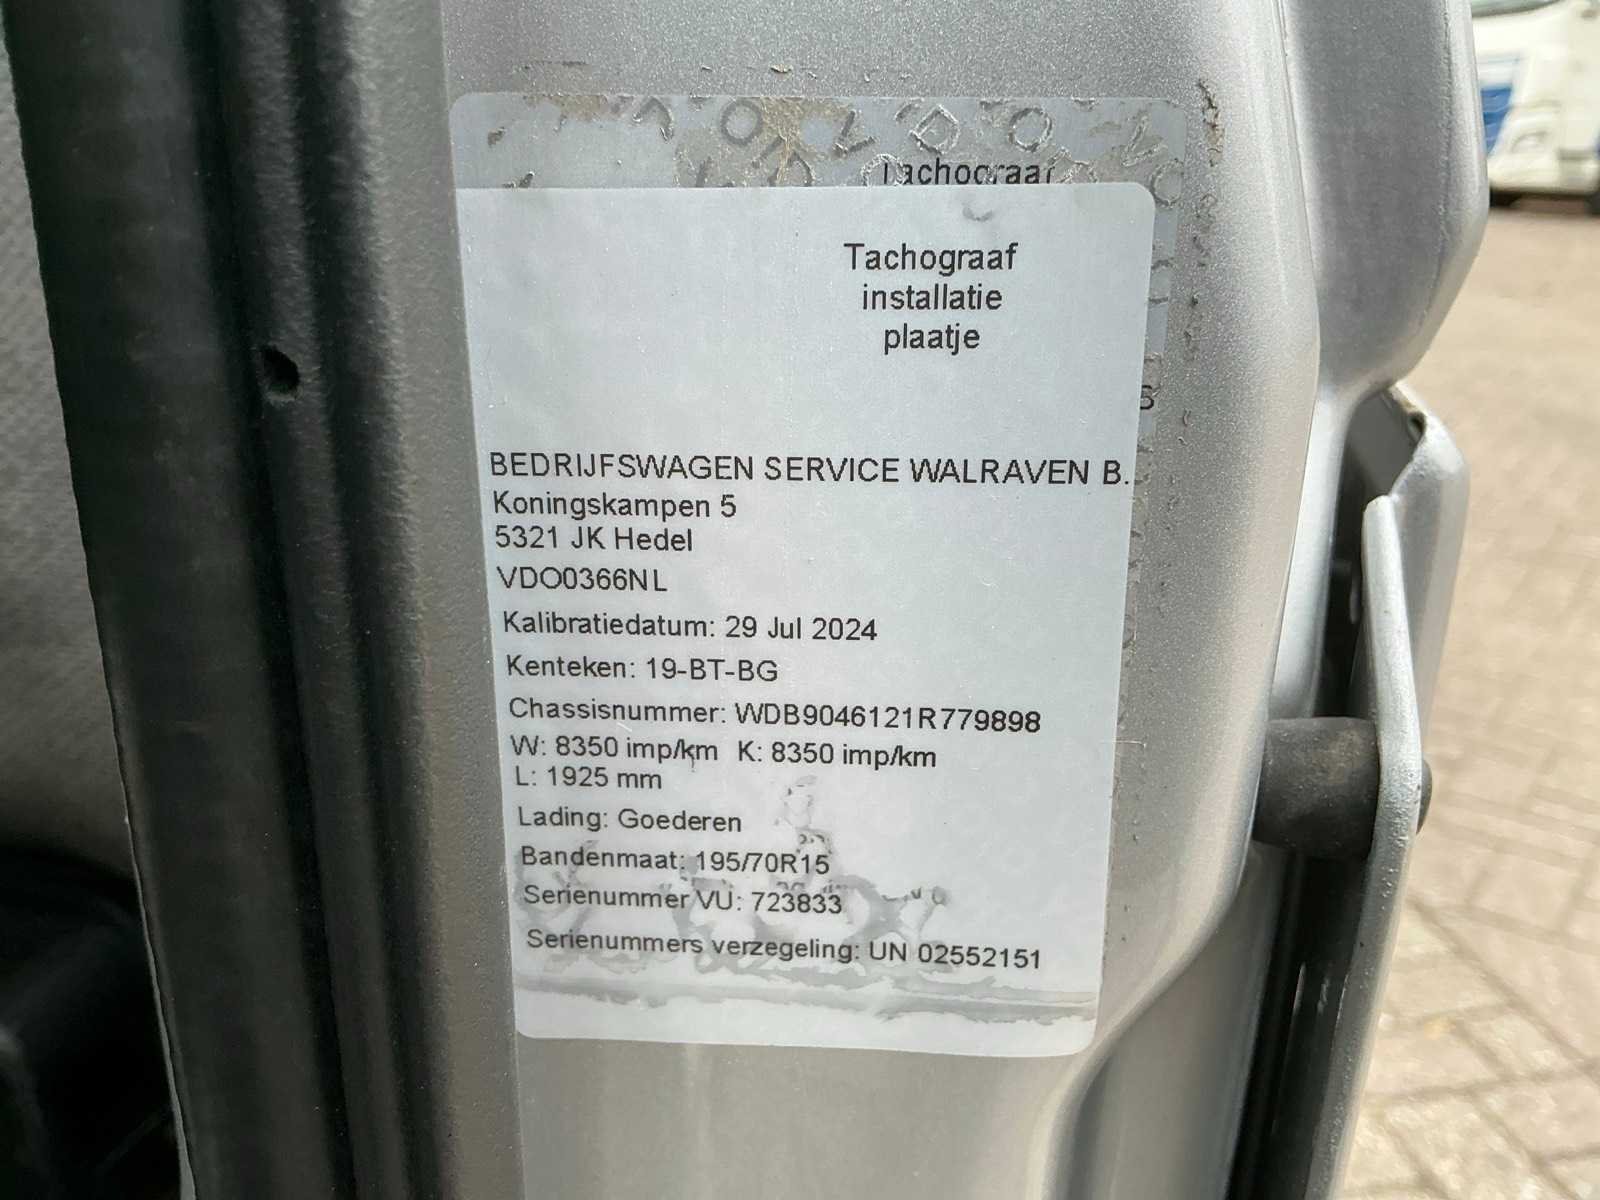 Tachograaf
Tachograaf
installatie
plaatje
S
BEDRIJFSWAGEN SERVICE WALRAVEN B.
Koningskampen 5
5321 JK Hedel
VDO0366NL
Kalibratiedatum: 29 Jul 2024
Kenteken: 19-BT-BG
Chassisnummer: WDB9046121R779898
W: 8350 imp/km K: 8350 imp/km
L: 1925 mm
Lading: Goederen
Bandenmaat: 195/70R15
Serienummer VU: 723833
Serienummers verzegeling: UN 02552151